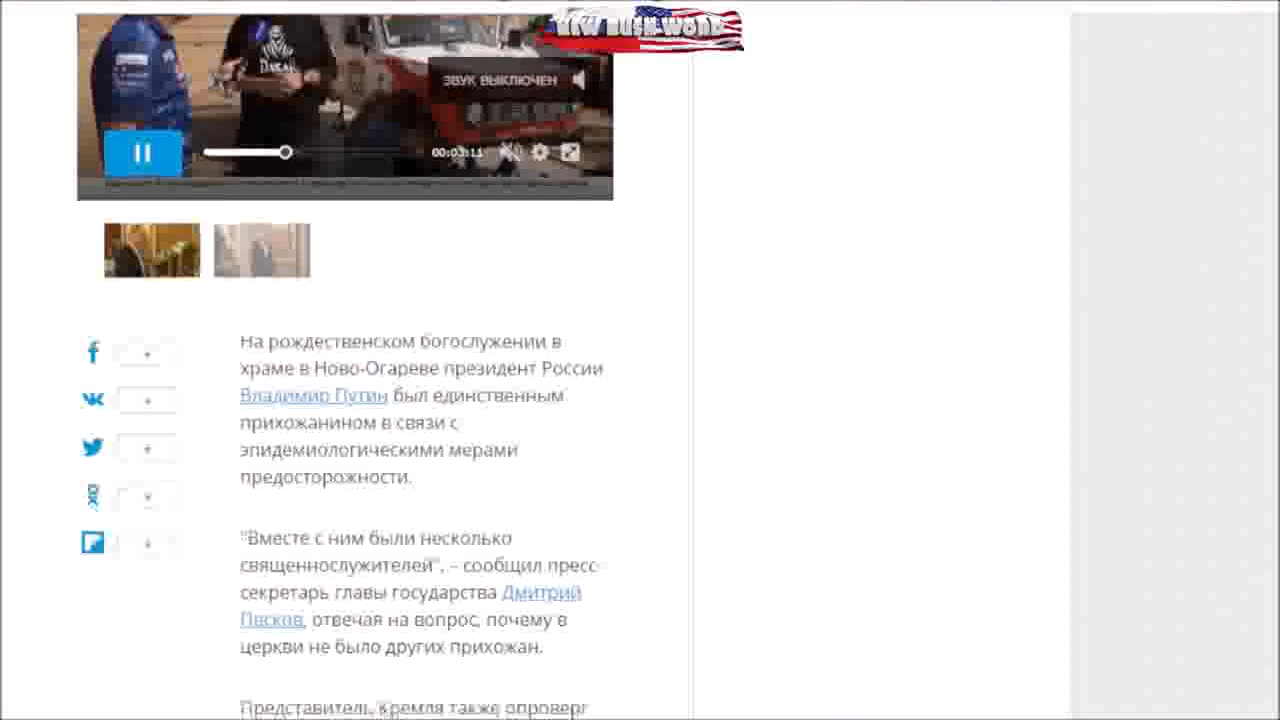 DAKAR
ЗВУК ВЫКЛЮЧЕН
00:03:11
На рождественском богослужении в
храме в Ново-Огареве президент России
Владимир Путин был единственным
прихожанином в связи с
эпидемиологическими мерами
предосторожности.
"Вместе с ним были несколько
священнослужителей", – сообщил пресс-
секретарь главы государства Дмитрий
Песков, отвечая на вопрос, почему в
церкви не было других прихожан.
Представитель Кремля также опроверг